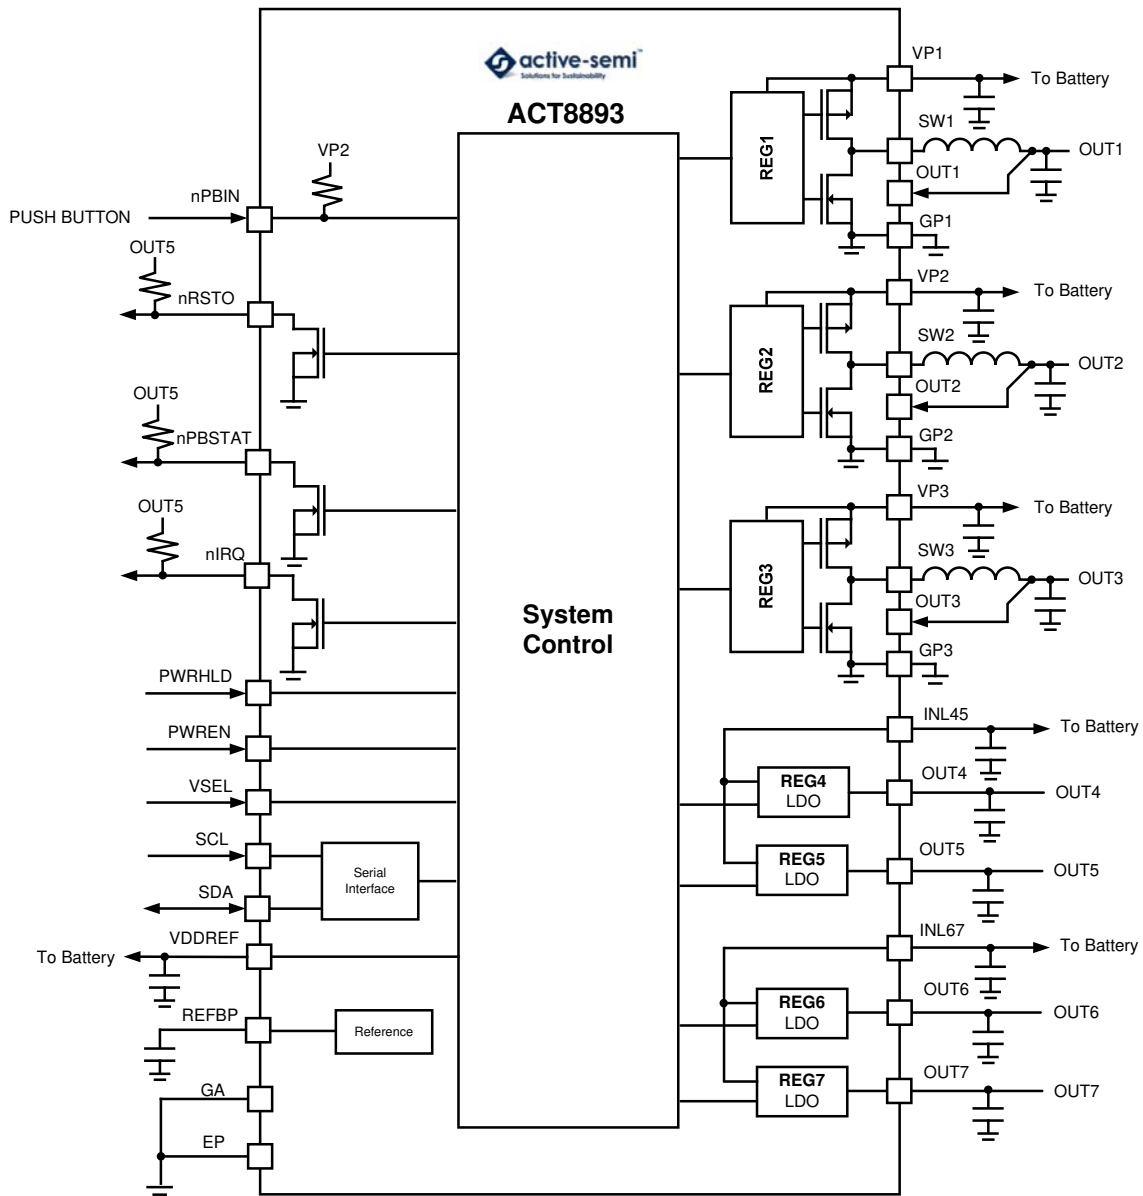 active-semi™
Solutions for Sustainability
ACT8893
VP2
nPBIN
PUSH BUTTON
OUT5
nRSTO
OUT5
nPBSTAT
OUT5
nIRQ
PWRHLD
PWREN
VSEL
SCL
SDA
Serial
Interface
VDDREF
To Battery
REFBP
Reference
GA
EP
System
Control
REG1
VP1
To Battery
SW1
OUT1
OUT1
GP1
REG2
VP2
To Battery
SW2
OUT2
OUT2
GP2
REG3
VP3
To Battery
SW3
OUT3
OUT3
GP3
INL45
To Battery
REG4
LDO
OUT4
OUT4
REG5
LDO
OUT5
OUT5
INL67
To Battery
REG6
LDO
OUT6
OUT6
REG7
LDO
OUT7
OUT7